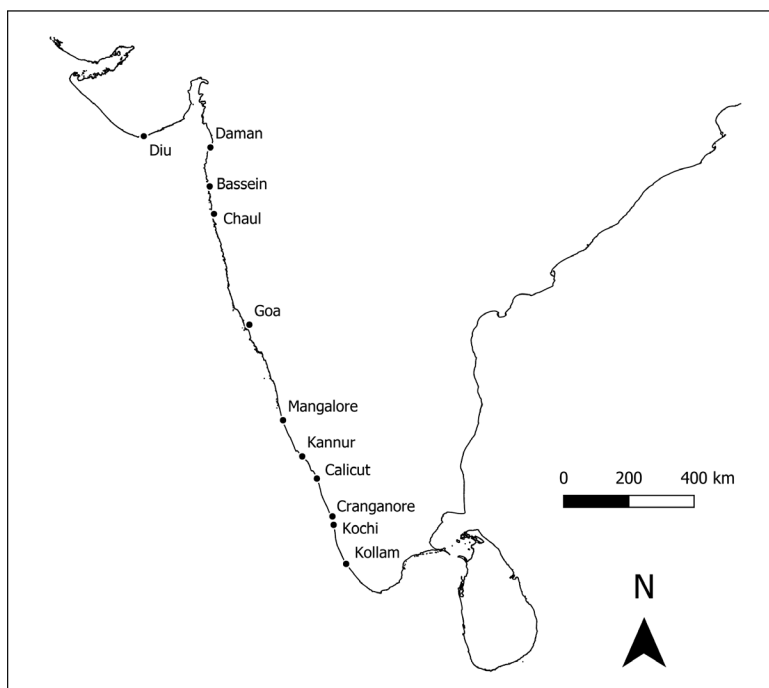 Daman
Diu
Bassein
Chaul
Goa
Mangalore
Kannur
Calicut
0 200 400 km
Cranganore
Kochi
Kollam
N